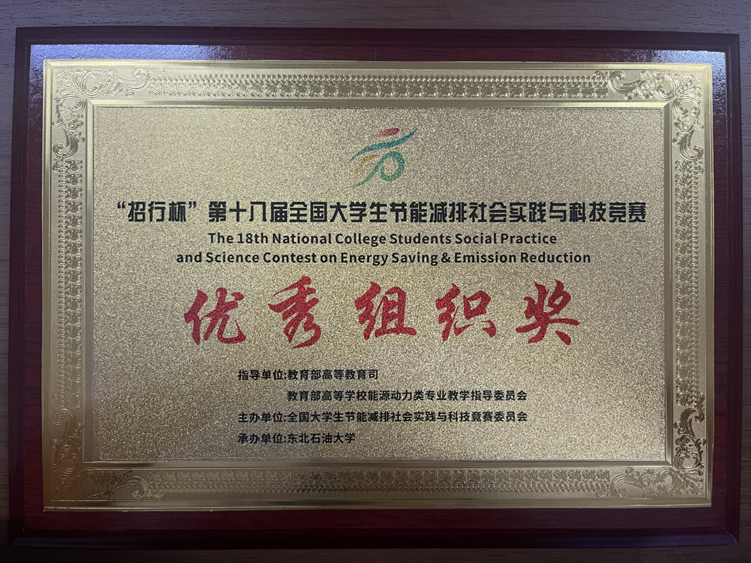 “招行杯”第十八届全国大学生节能减排社会实践与科技竞赛
The 18th National College Students Social Practice
and Science Contest on Energy Saving & Emission Reduction
优秀组织奖
指导单位:教育部高等教育司
教育部高等学校能源动力类专业教学指导委员会
主办单位:全国大学生节能减排社会实践与科技竞赛委员会
承办单位:东北石油大学